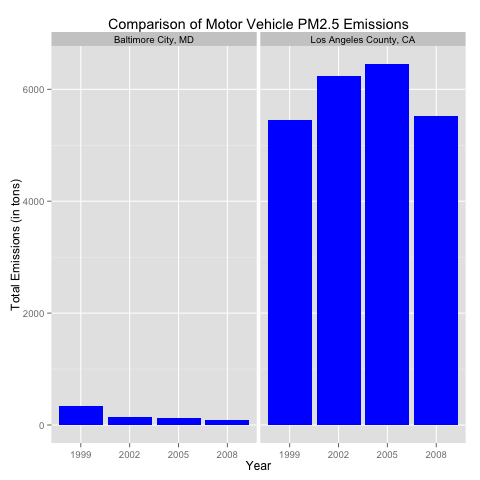 Comparison of Motor Vehicle PM2.5 Emissions
Baltimore City, MD
Los Angeles County, CA
Total Emissions (in tons)
6000
4000
2000
0
1999 2002 2005 2008
1999 2002 2005 2008
Year